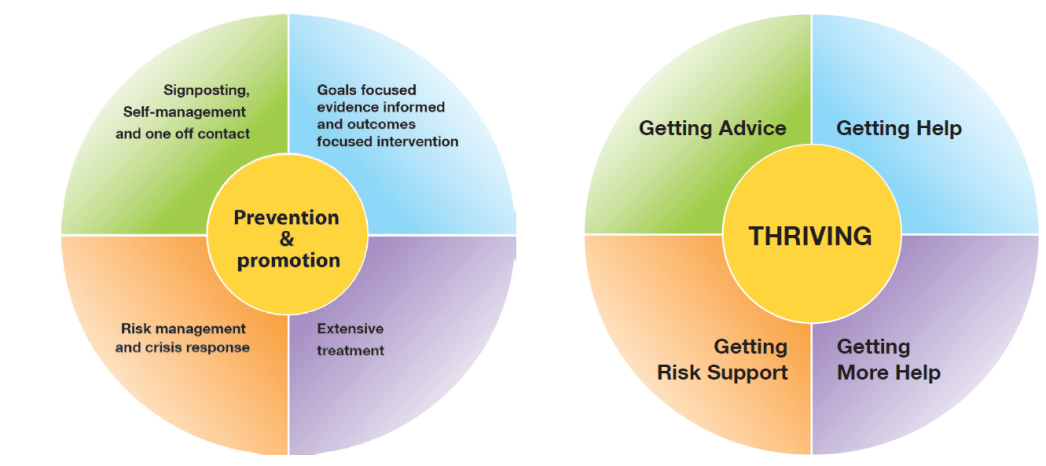 Signposting,
Self-management
and one off contact
Goals focused
evidence informed
and outcomes
focused intervention
Prevention
&
promotion
Risk management
and crisis response
Extensive
treatment
Getting Advice
Getting Help
THRIVING
Getting
Risk Support
Getting
More Help